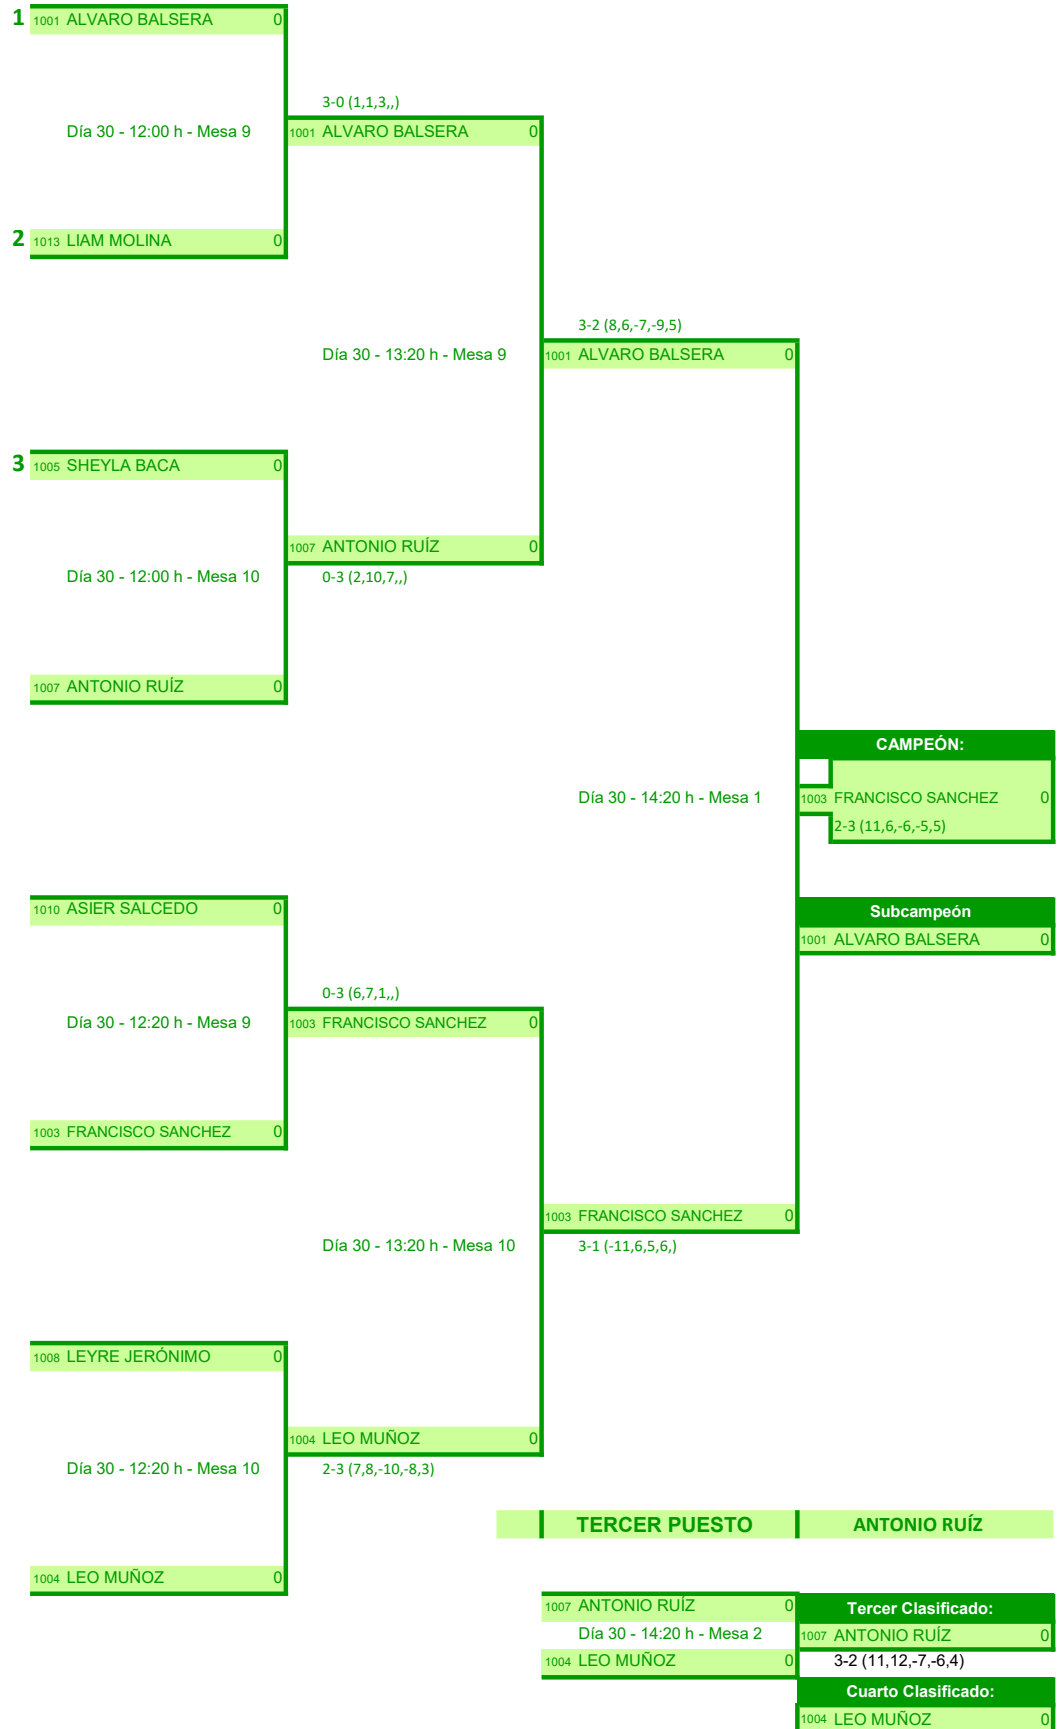 1 1001 ALVARO BALSERA 0
3-0 (1,1,3,,)
Día 30 - 12:00 h - Mesa 9
1001 ALVARO BALSERA 0
2 1013 LIAM MOLINA 0
3-2 (8,6,-7,-9,5)
Día 30 - 13:20 h - Mesa 9
1001 ALVARO BALSERA 0
3 1005 SHEYLA BACA 0
1007 ANTONIO RUÍZ 0
Día 30 - 12:00 h - Mesa 10
0-3 (2,10,7,,)
1007 ANTONIO RUÍZ 0
CAMPEÓN:
Día 30 - 14:20 h - Mesa 1
1003 FRANCISCO SANCHEZ 0
2-3 (11,6,-6,-5,5)
1010 ASIER SALCEDO 0
Subcampeón
1001 ALVARO BALSERA 0
0-3 (6,7,1,,)
Día 30 - 12:20 h - Mesa 9
1003 FRANCISCO SANCHEZ 0
1003 FRANCISCO SANCHEZ 0
1003 FRANCISCO SANCHEZ 0
Día 30 - 13:20 h - Mesa 10
3-1 (-11,6,5,6,)
1008 LEYRE JERÓNIMO 0
1004 LEO MUÑOZ 0
Día 30 - 12:20 h - Mesa 10
2-3 (7,8,-10,-8,3)
TERCER PUESTO ANTONIO RUÍZ
1004 LEO MUÑOZ 0
1007 ANTONIO RUÍZ 0
Tercer Clasificado:
Día 30 - 14:20 h - Mesa 2
1007 ANTONIO RUÍZ 0
1004 LEO MUÑOZ 0
3-2 (11,12,-7,-6,4)
Cuarto Clasificado:
1004 LEO MUÑOZ 0